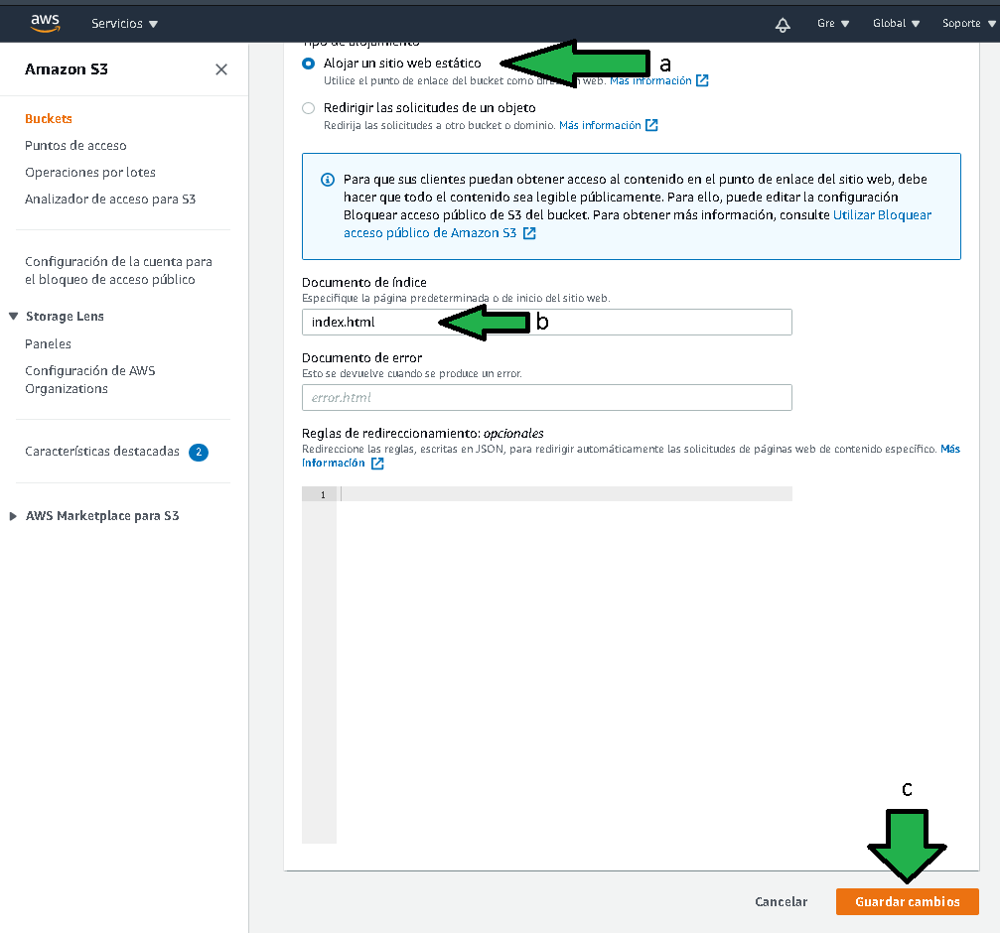 aws
Servicios
Gre
Global
Soporte
Amazon S3
Buckets
Puntos de acceso
Operaciones por lotes
Analizador de acceso para S3
Configuración de la cuenta para
el bloqueo de acceso público
Storage Lens
Paneles
Configuración de AWS
Organizations
Características destacadas 2
AWS Marketplace para S3
Tipo de alojamiento
Alojar un sitio web estático
a
Utilice el punto de enlace del bucket como web. Más información
Redirigir las solicitudes de un objeto
Redirija las solicitudes a otro bucket o dominio. Más información
Para que sus clientes puedan obtener acceso al contenido en el punto de enlace del sitio web, debe
hacer que todo el contenido sea legible públicamente. Para ello, puede editar la configuración
Bloquear acceso público de S3 del bucket. Para obtener más información, consulte Utilizar Bloquear
acceso público de Amazon S3
Documento de índice
Especifique la página predeterminada o de inicio del sitio web.
index.html
b
Documento de error
Esto se devuelve cuando se produce un error.
error.html
Reglas de redireccionamiento: opcionales
Redireccione las reglas, escritas en JSON, para redirigir automáticamente las solicitudes de páginas web de contenido específico. Más
información
1
c
Cancelar
Guardar cambios